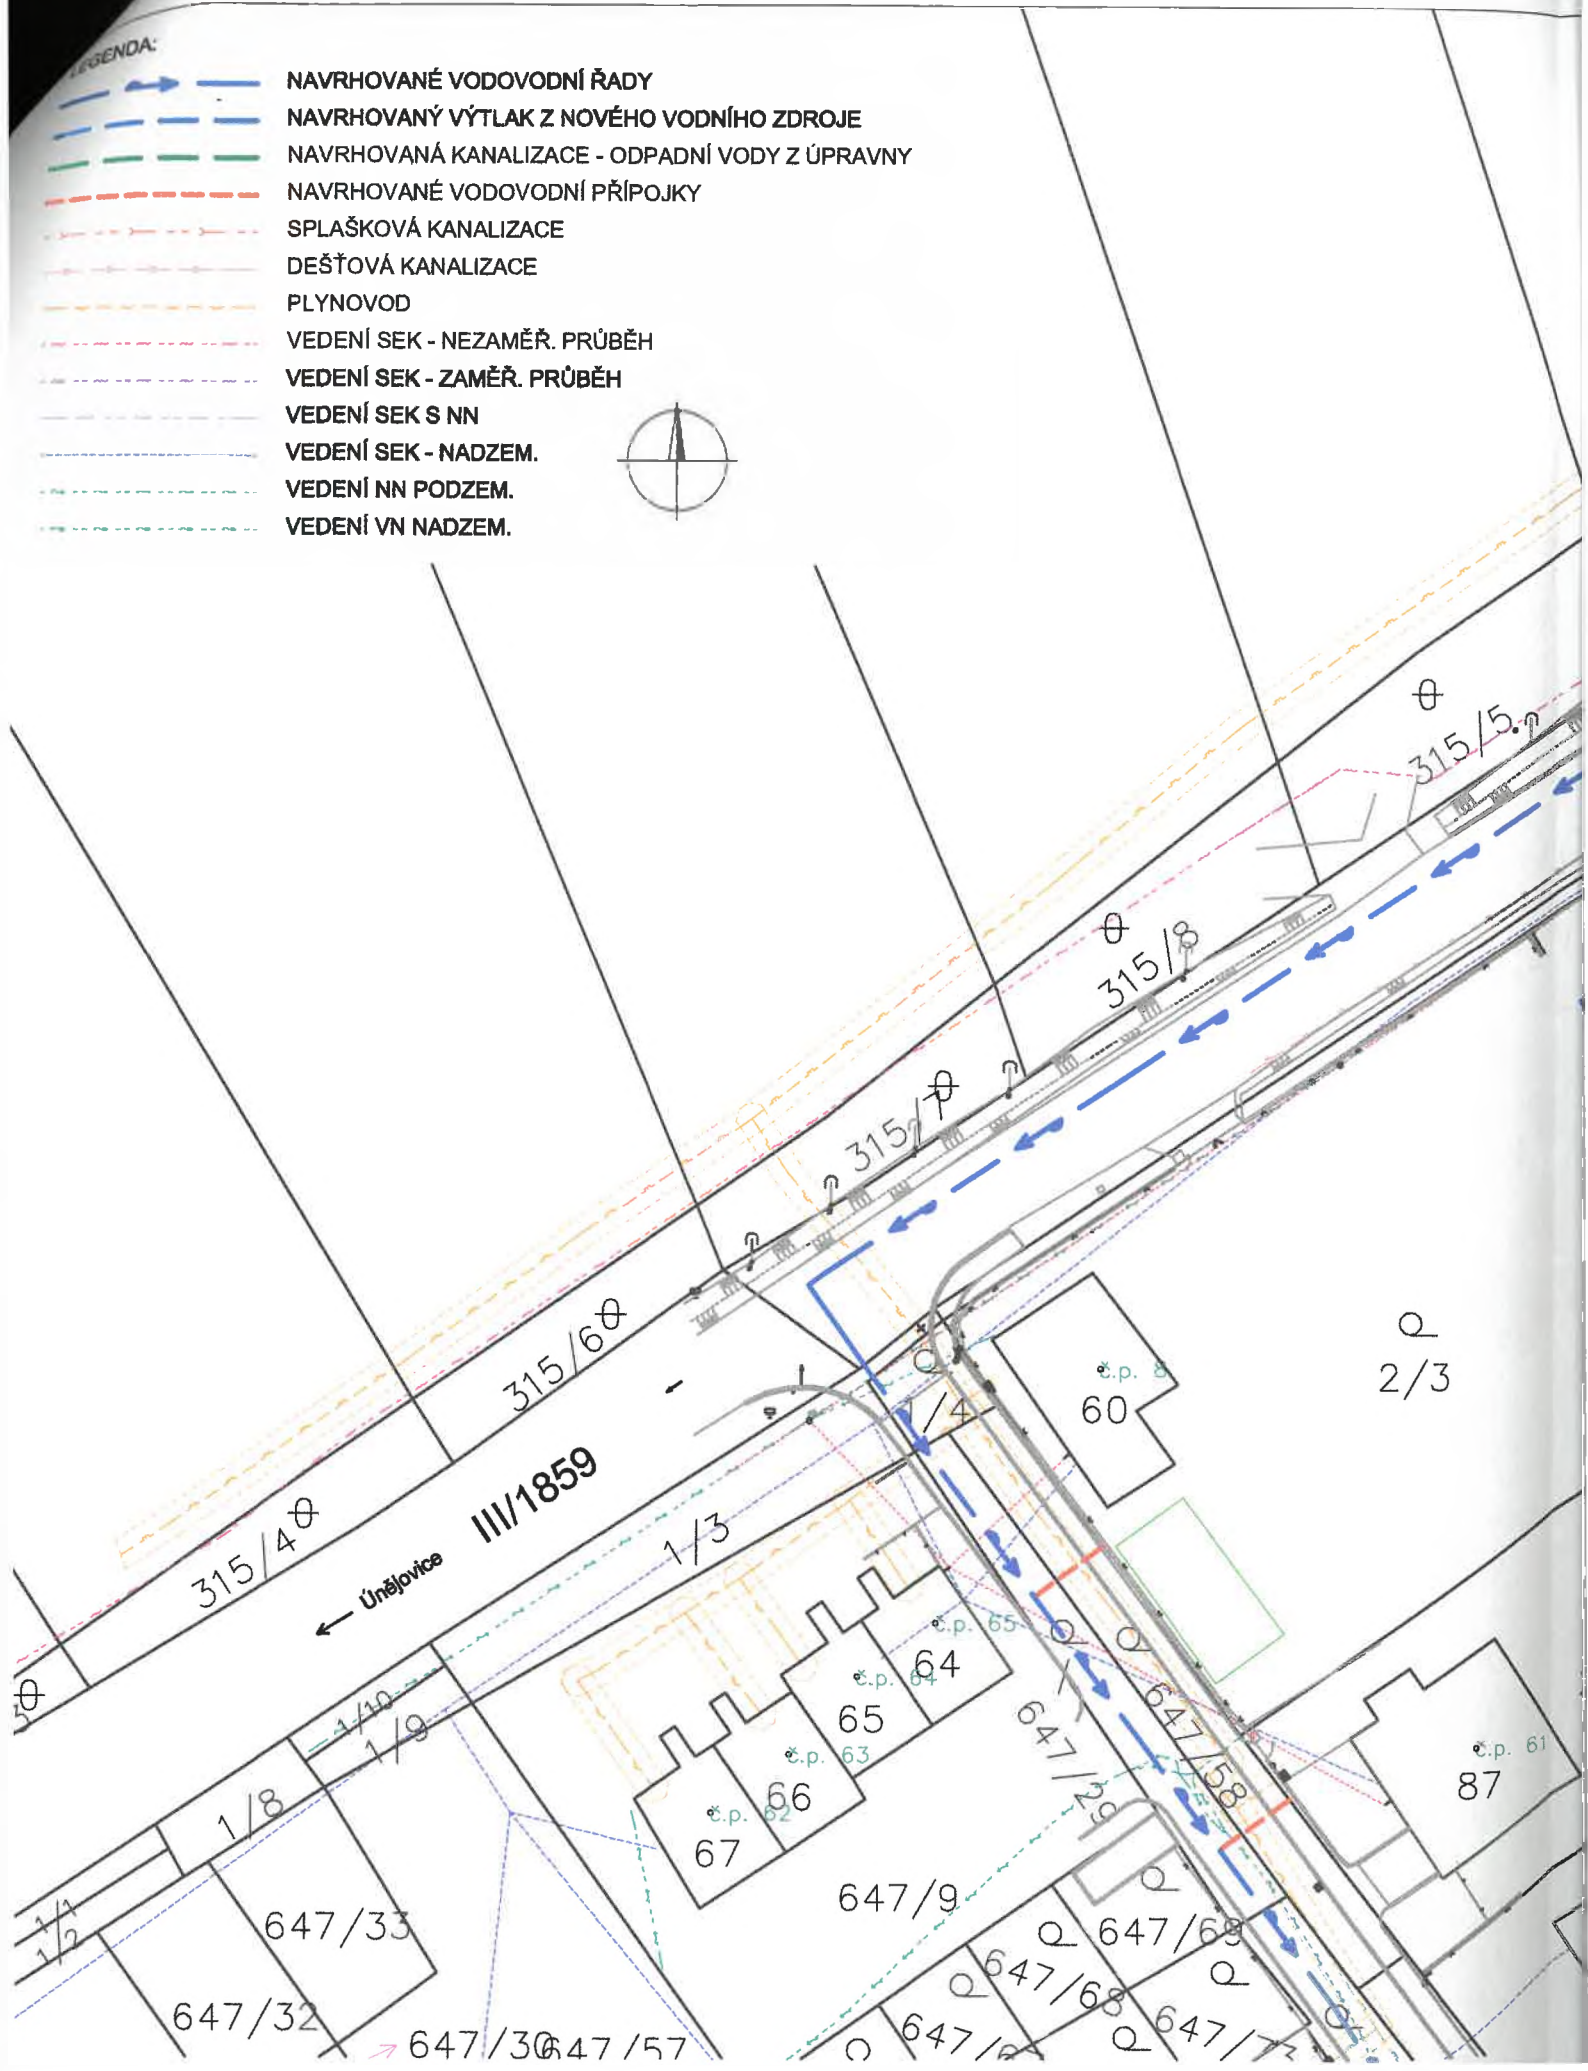 LEGENDA:
NAVRHOVANÉ VODOVODNÍ ŘADY
NAVRHOVANÝ VÝTLAK Z NOVÉHO VODNÍHO ZDROJE
NAVRHOVANÁ KANALIZACE - ODPADNÍ VODY Z ÚPRAVNY
NAVRHOVANÉ VODOVODNÍ PŘÍPOJKY
SPLAŠKOVÁ KANALIZACE
DEŠŤOVÁ KANALIZACE
PLYNOVOD
VEDENÍ SEK - NEZAMĚŘ. PRŮBĚH
VEDENÍ SEK - ZAMĚŘ. PRŮBĚH
VEDENÍ SEK S NN
VEDENÍ SEK - NADZEM.
VEDENÍ NN PODZEM.
VEDENÍ VN NADZEM.
315/5
315/8
315/7
315/6
315/4
III/1859
Únějovice
1/3
1/4
č.p. 8
60
2/3
č.p. 65
64
č.p. 64
65
č.p. 63
66
č.p. 62
67
647/29
647/58
č.p. 61
87
1/10
1/9
1/8
1/1
1/2
647/9
647/33
647/32
647/30
647/57
647/69
647/68